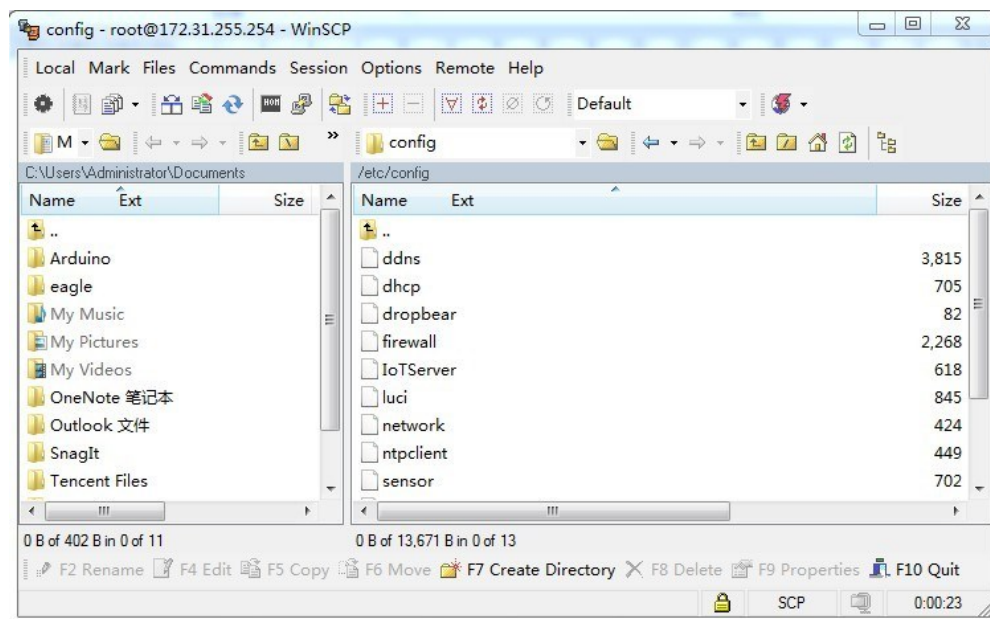 config - root@172.31.255.254 - WinSCP
Local Mark Files Commands Session Options Remote Help
Default
M » config
C:\Users\Administrator\Documents
Name Ext Size
..
Arduino
eagle
My Music
My Pictures
My Videos
OneNote 笔记本
Outlook 文件
SnagIt
Tencent Files
0 B of 402 B in 0 of 11
/etc/config
Name Ext Size
..
ddns 3,815
dhcp 705
dropbear 82
firewall 2,268
IoTServer 618
luci 845
network 424
ntpclient 449
sensor 702
0 B of 13,671 B in 0 of 13
F2 Rename F4 Edit F5 Copy F6 Move F7 Create Directory F8 Delete F9 Properties F10 Quit
SCP 0:00:23